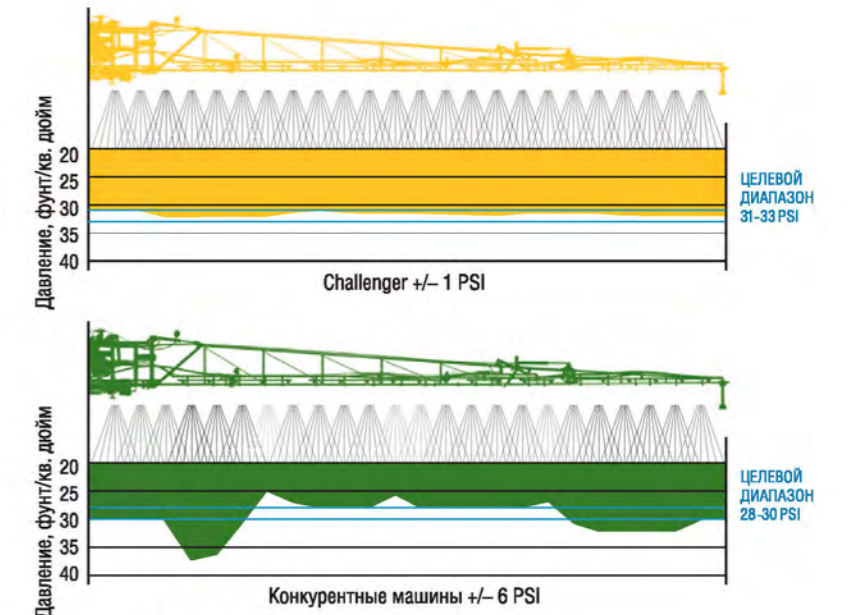 Давление, фунт/кв. дюйм
20
25
30
35
40
ЦЕЛЕВОЙ
ДИАПАЗОН
31-33 PSI
Challenger +/– 1 PSI
Давление, фунт/кв. дюйм
20
25
30
35
40
ЦЕЛЕВОЙ
ДИАПАЗОН
28-30 PSI
Конкурентные машины +/– 6 PSI